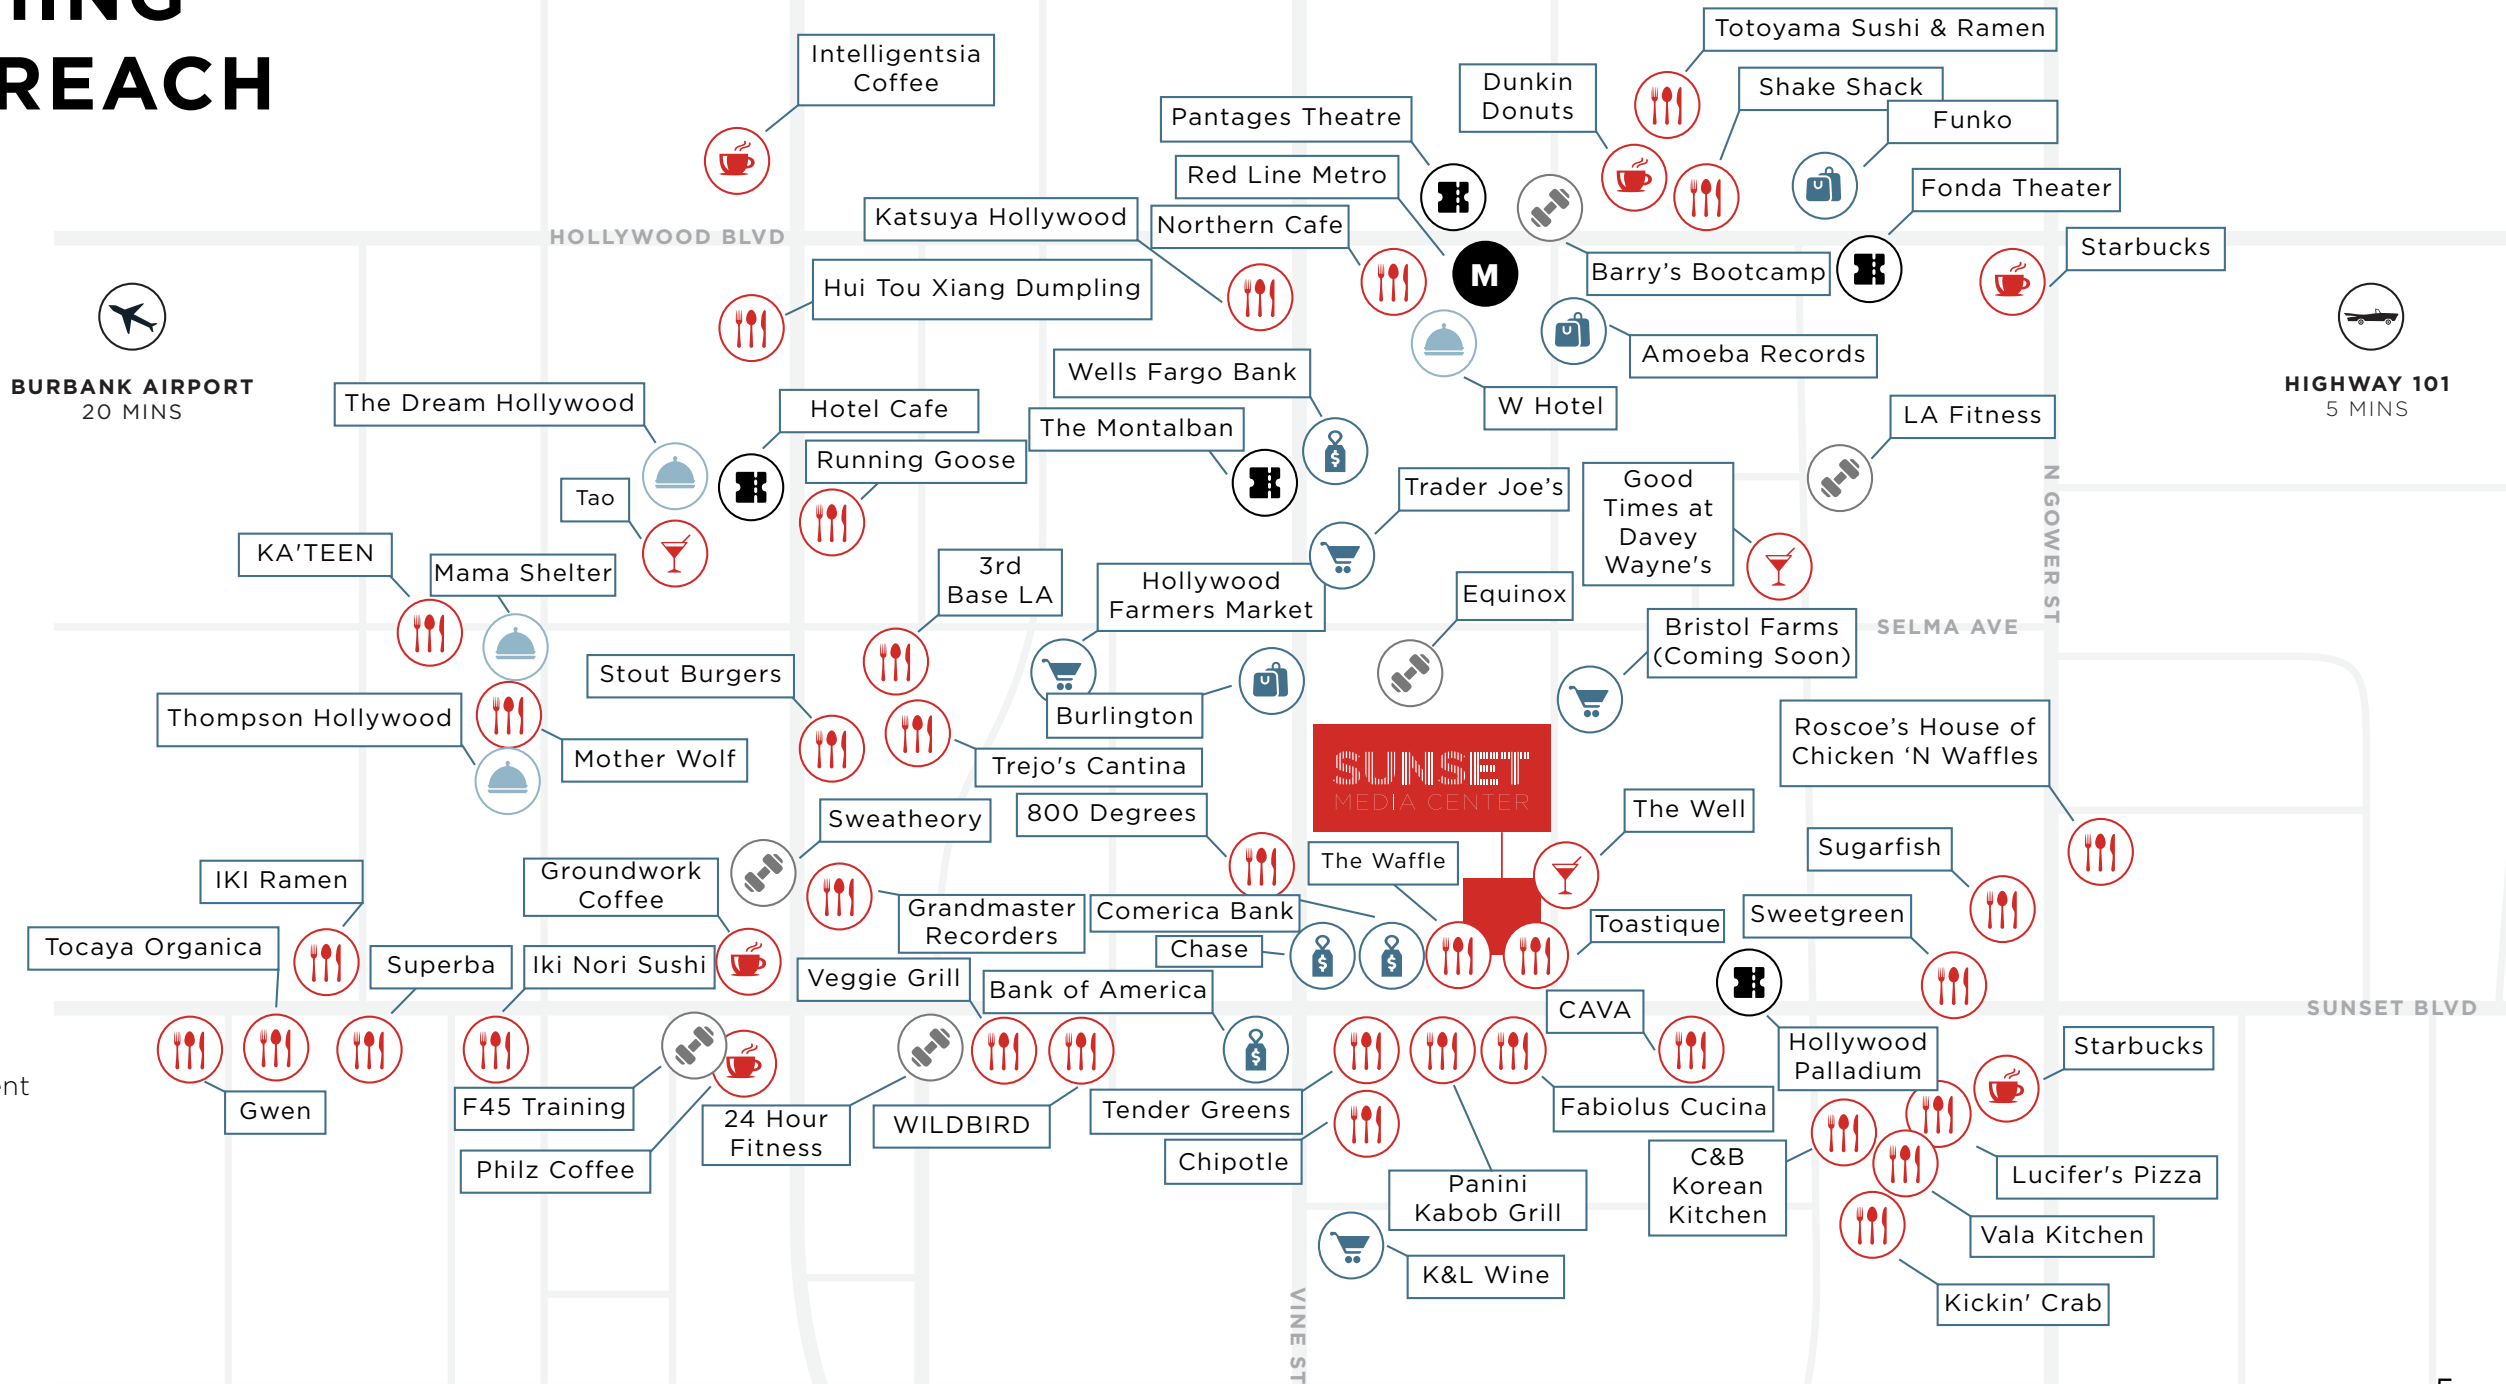 HING
REACH
Intelligentsia
Coffee
Totoyama Sushi & Ramen
Dunkin
Donuts
Shake Shack
Pantages Theatre
Funko
Red Line Metro
Fonda Theater
Katsuya Hollywood
Northern Cafe
HOLLYWOOD BLVD
Starbucks
M
Barry's Bootcamp
Hui Tou Xiang Dumpling
Amoeba Records
Wells Fargo Bank
BURBANK AIRPORT
20 MINS
HIGHWAY 101
5 MINS
The Dream Hollywood
Hotel Cafe
W Hotel
LA Fitness
The Montalban
Running Goose
Trader Joe's
Good
Times at
Davey
Wayne's
Tao
N GOWER ST
KA'TEEN
Mama Shelter
3rd
Base LA
Hollywood
Farmers Market
Equinox
Bristol Farms
(Coming Soon)
SELMA AVE
Stout Burgers
Thompson Hollywood
Burlington
Roscoe's House of
Chicken ‘N Waffles
Mother Wolf
Trejo's Cantina
SUNSET
MEDIA CENTER
Sweatheory
800 Degrees
The Well
The Waffle
Sugarfish
IKI Ramen
Groundwork
Coffee
Grandmaster
Recorders
Comerica Bank
Sweetgreen
Toastique
Tocaya Organica
Superba
Iki Nori Sushi
Chase
Veggie Grill
Bank of America
CAVA
SUNSET BLVD
Hollywood
Palladium
Starbucks
ent
Gwen
F45 Training
24 Hour
Fitness
WILDBIRD
Tender Greens
Fabiolus Cucina
Philz Coffee
Chipotle
C&B
Korean
Kitchen
Lucifer's Pizza
Panini
Kabob Grill
Vala Kitchen
K&L Wine
Kickin' Crab
VINE ST